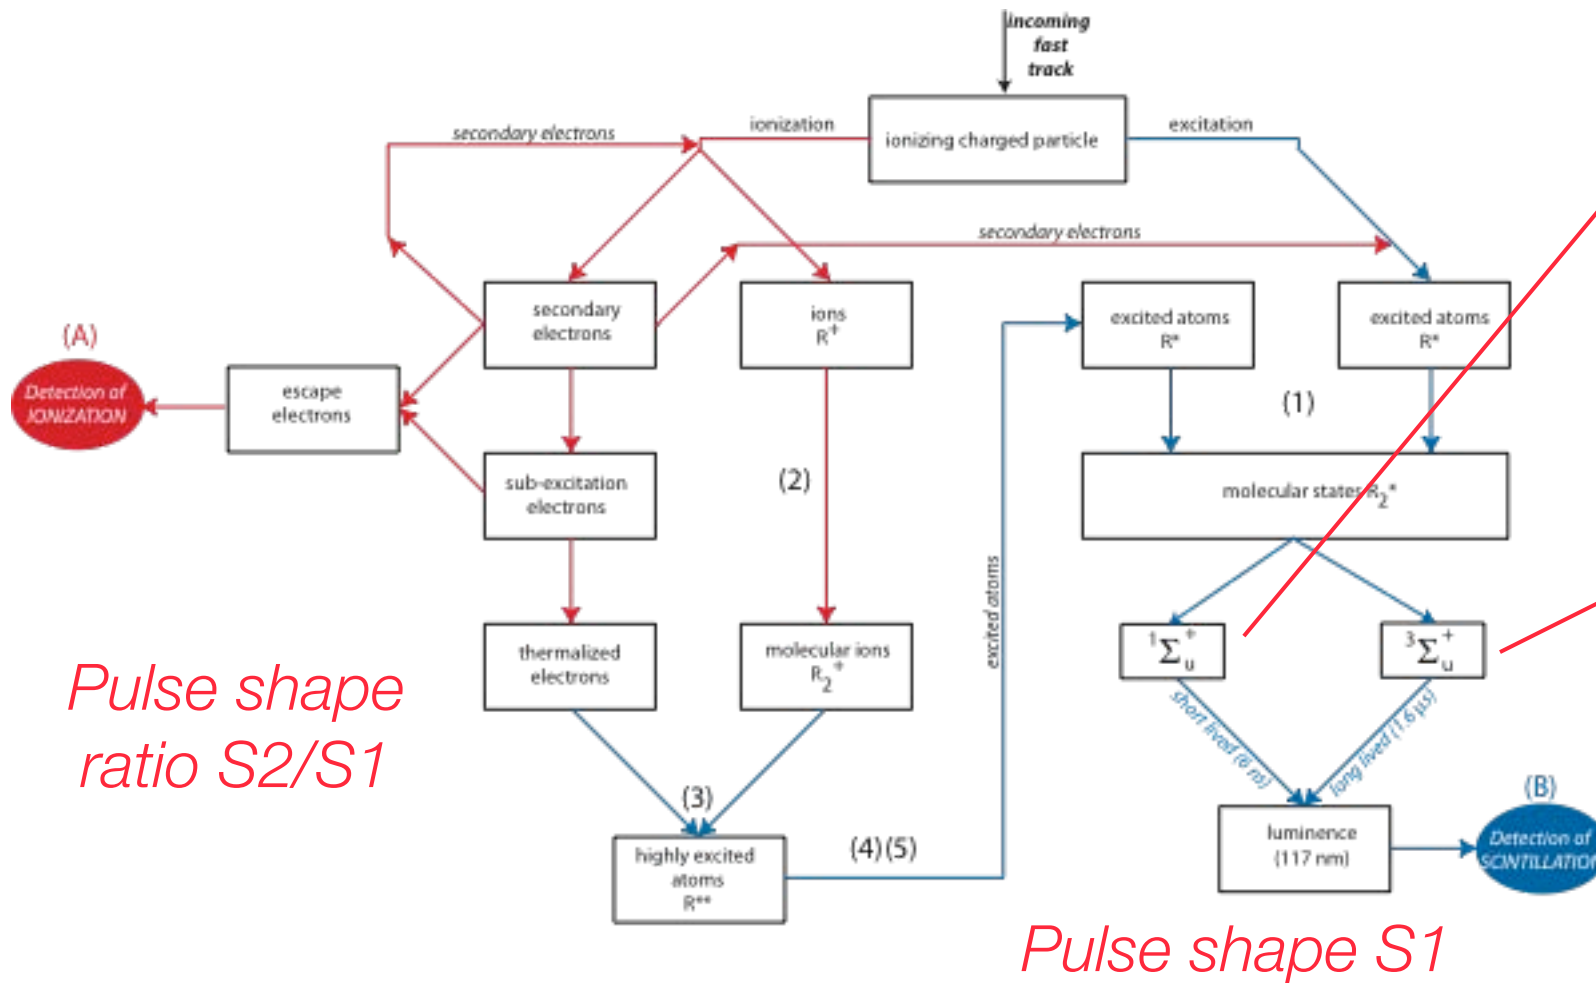 incoming
fast
track
ionization
ionizing charged particle
excitation
secondary electrons
secondary electrons
secondary
electrons
ions
R+
excited atoms
R*
excited atoms
R*
(A)
Detection of
IONIZATION
escape
electrons
(1)
sub-excitation
electrons
(2)
molecular states R2*
excited atoms
thermalized
electrons
molecular ions
R2+
1Σu+
3Σu+
short lived (6 ns)
long lived (1.6 µs)
Pulse shape
ratio S2/S1
(3)
highly excited
atoms
R**
(4)(5)
luminence
(117 nm)
(B)
Detection of
SCINTILLATION
Pulse shape S1